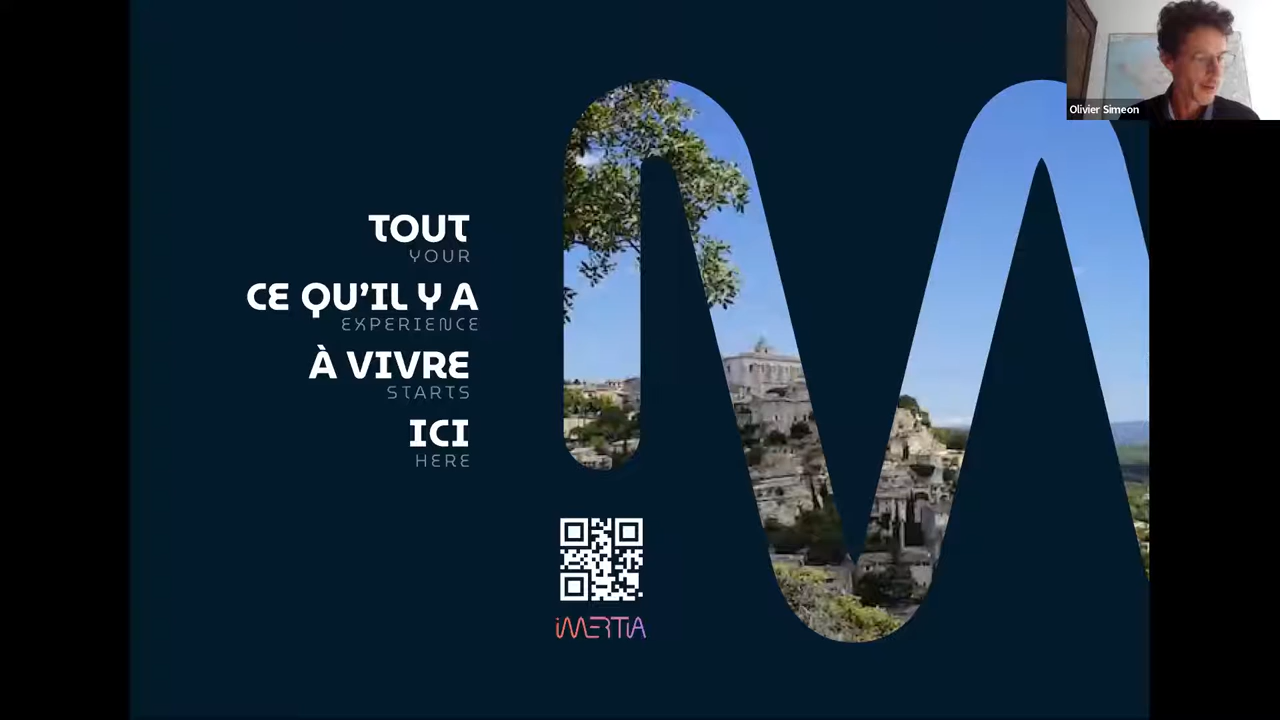 TOUT
YOUR
CE QU'IL Y A
EXPERIENCE
À VIVRE
STARTS
ICI
HERE
iMERTiA
Olivier Simeon